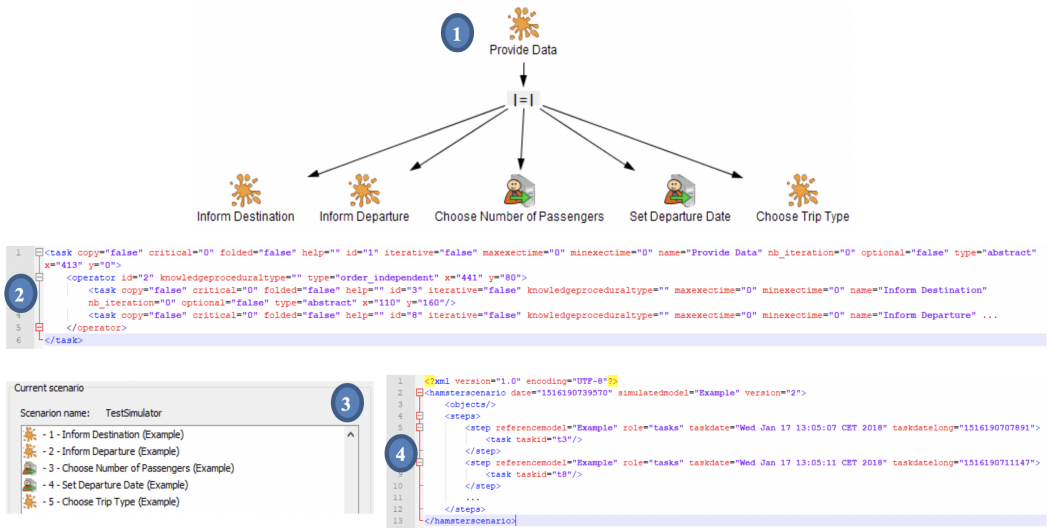 1
Provide Data
|=|
Inform Destination Inform Departure Choose Number of Passengers Set Departure Date Choose Trip Type
2
1 <task copy="false" critical="0" folded="false" help="" id="1" iterative="false" maxexectime="0" minexectime="0" name="Provide Data" nb_iteration="0" optional="false" type="abstract"
x="413" y="0">
<operator id="2" knowledgeproceduraltype="" type="order_independent" x="441" y="80">
<task copy="false" critical="0" folded="false" help="" id="3" iterative="false" knowledgeproceduraltype="" maxexectime="0" minexectime="0" name="Inform Destination"
nb_iteration="0" optional="false" type="abstract" x="110" y="160"/>
<task copy="false" critical="0" folded="false" help="" id="8" iterative="false" knowledgeproceduraltype="" maxexectime="0" minexectime="0" name="Inform Departure" ...
5 </operator>
6 </task>
Current scenario
3
Scenarion name: TestSimulator
- 1 - Inform Destination (Example)
- 2 - Inform Departure (Example)
- 3 - Choose Number of Passengers (Example)
- 4 - Set Departure Date (Example)
- 5 - Choose Trip Type (Example)
4
1 <?xml version="1.0" encoding="UTF-8"?>
2 <hamsterscenario date="1516190739570" simulatedmodel="Example" version="2">
3 <objects/>
4 <steps>
5 <step referencemodel="Example" role="tasks" taskdate="Wed Jan 17 13:05:07 CET 2018" taskdatelong="1516190707891">
6 <task taskid="t3"/>
</step>
<step referencemodel="Example" role="tasks" taskdate="Wed Jan 17 13:05:11 CET 2018" taskdatelong="1516190711147">
9 <task taskid="t8"/>
10 </step>
11 ...
12 </steps>
13 </hamsterscenario>